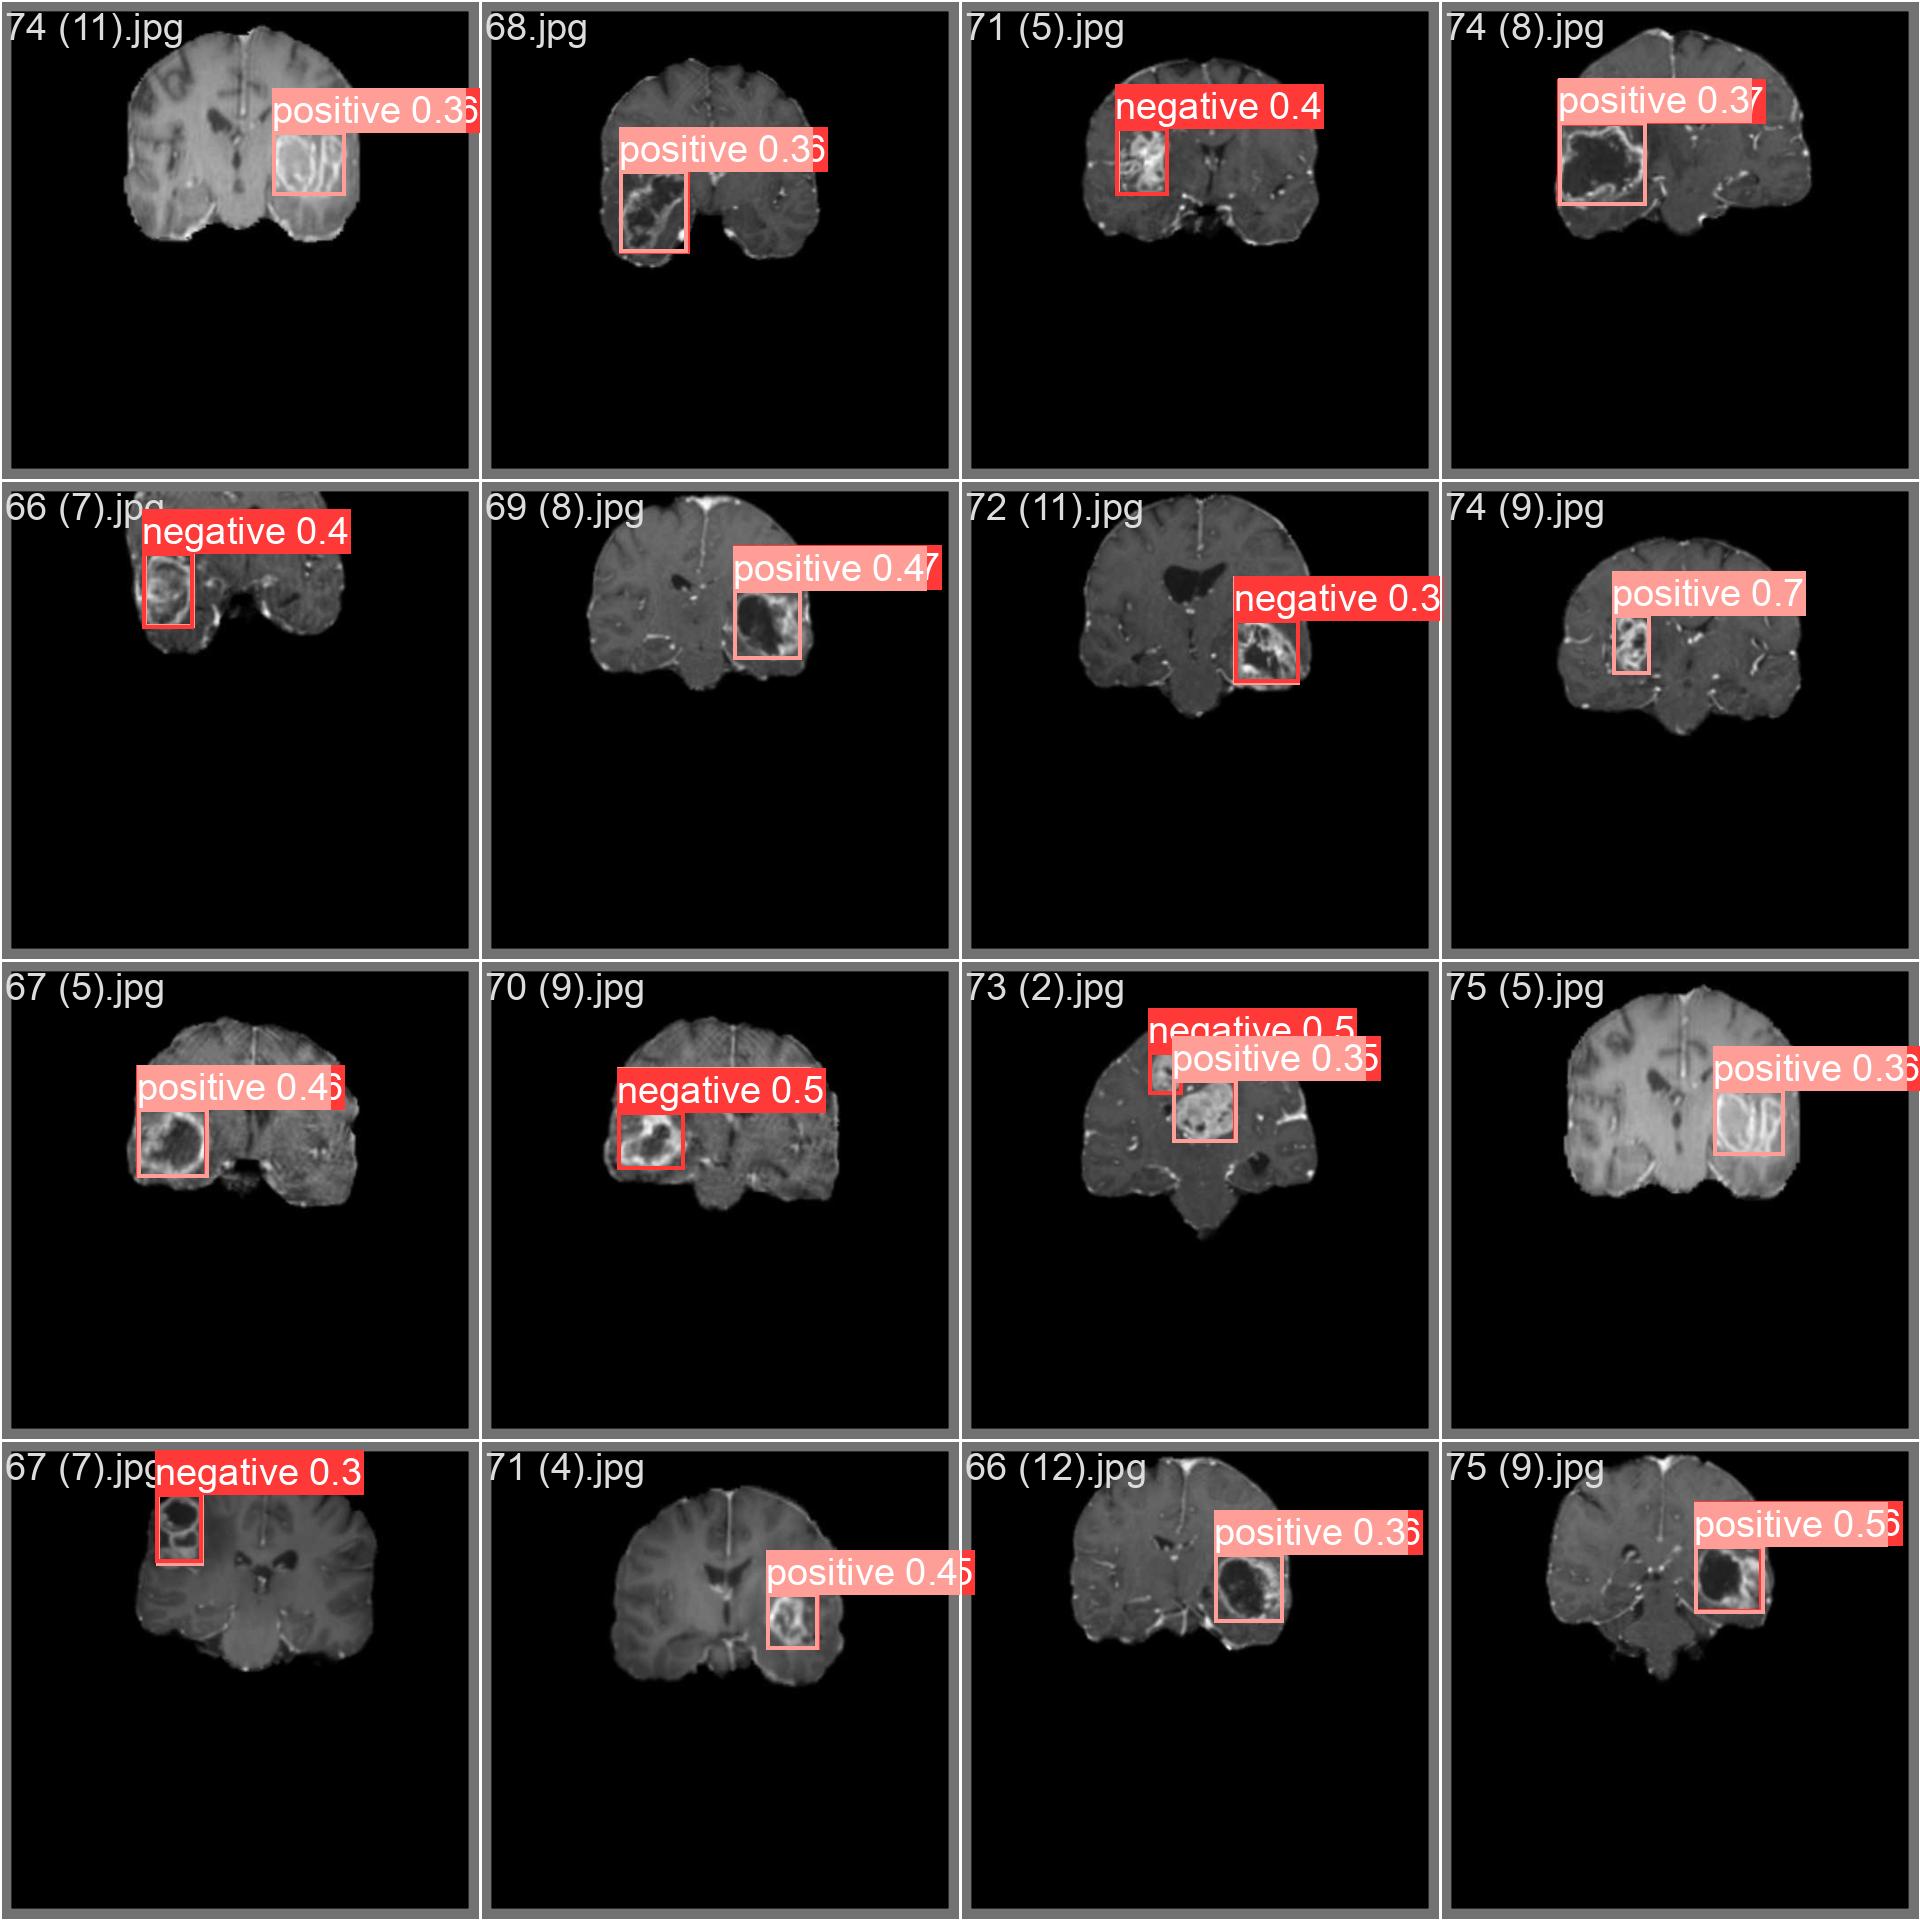 74 (11).jpg
positive 0.36
68.jpg
positive 0.36
71 (5).jpg
negative 0.4
74 (8).jpg
positive 0.37
66 (7).jpg
negative 0.4
69 (8).jpg
positive 0.47
72 (11).jpg
negative 0.3
74 (9).jpg
positive 0.7
67 (5).jpg
positive 0.46
70 (9).jpg
negative 0.5
73 (2).jpg
negative 0.5
positive 0.35
75 (5).jpg
positive 0.36
67 (7).jpg
negative 0.3
71 (4).jpg
positive 0.45
66 (12).jpg
positive 0.36
75 (9).jpg
positive 0.56